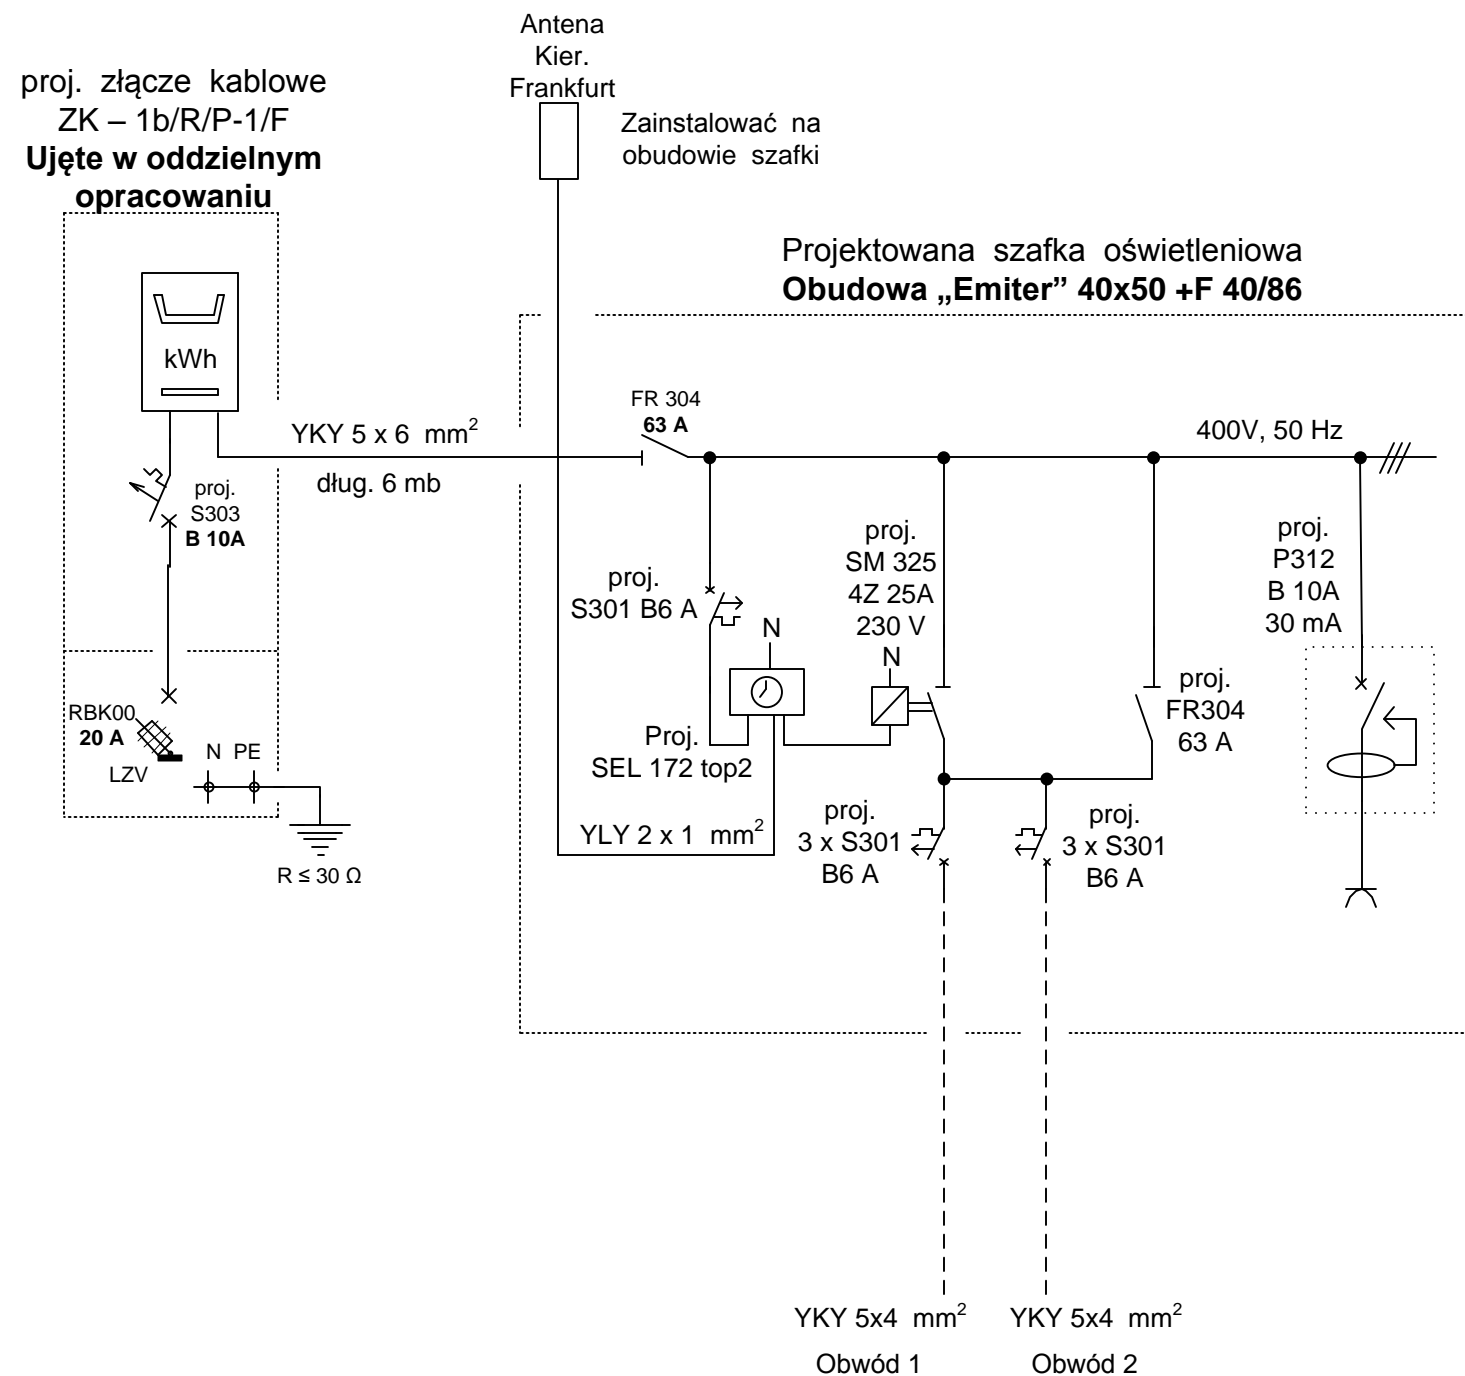 Antena
Kier.
Frankfurt
Zainstalować na
obudowie szafki
proj. złącze kablowe
ZK – 1b/R/P-1/F
Ujęte w oddzielnym
opracowaniu
Projektowana szafka oświetleniowa
Obudowa „Emiter” 40x50 +F 40/86
kWh
YKY 5 x 6 mm²
dług. 6 mb
FR 304
63 A
400V, 50 Hz
proj.
S303
B 10A
proj.
S301 B6 A
N
proj.
SM 325
4Z 25A
230 V
N
proj.
P312
B 10A
30 mA
proj.
FR304
63 A
RBK00
20 A
LZV
N PE
R ≤ 30 Ω
Proj.
SEL 172 top2
YLY 2 x 1 mm²
proj.
3 x S301
B6 A
proj.
3 x S301
B6 A
YKY 5x4 mm²
Obwód 1
YKY 5x4 mm²
Obwód 2